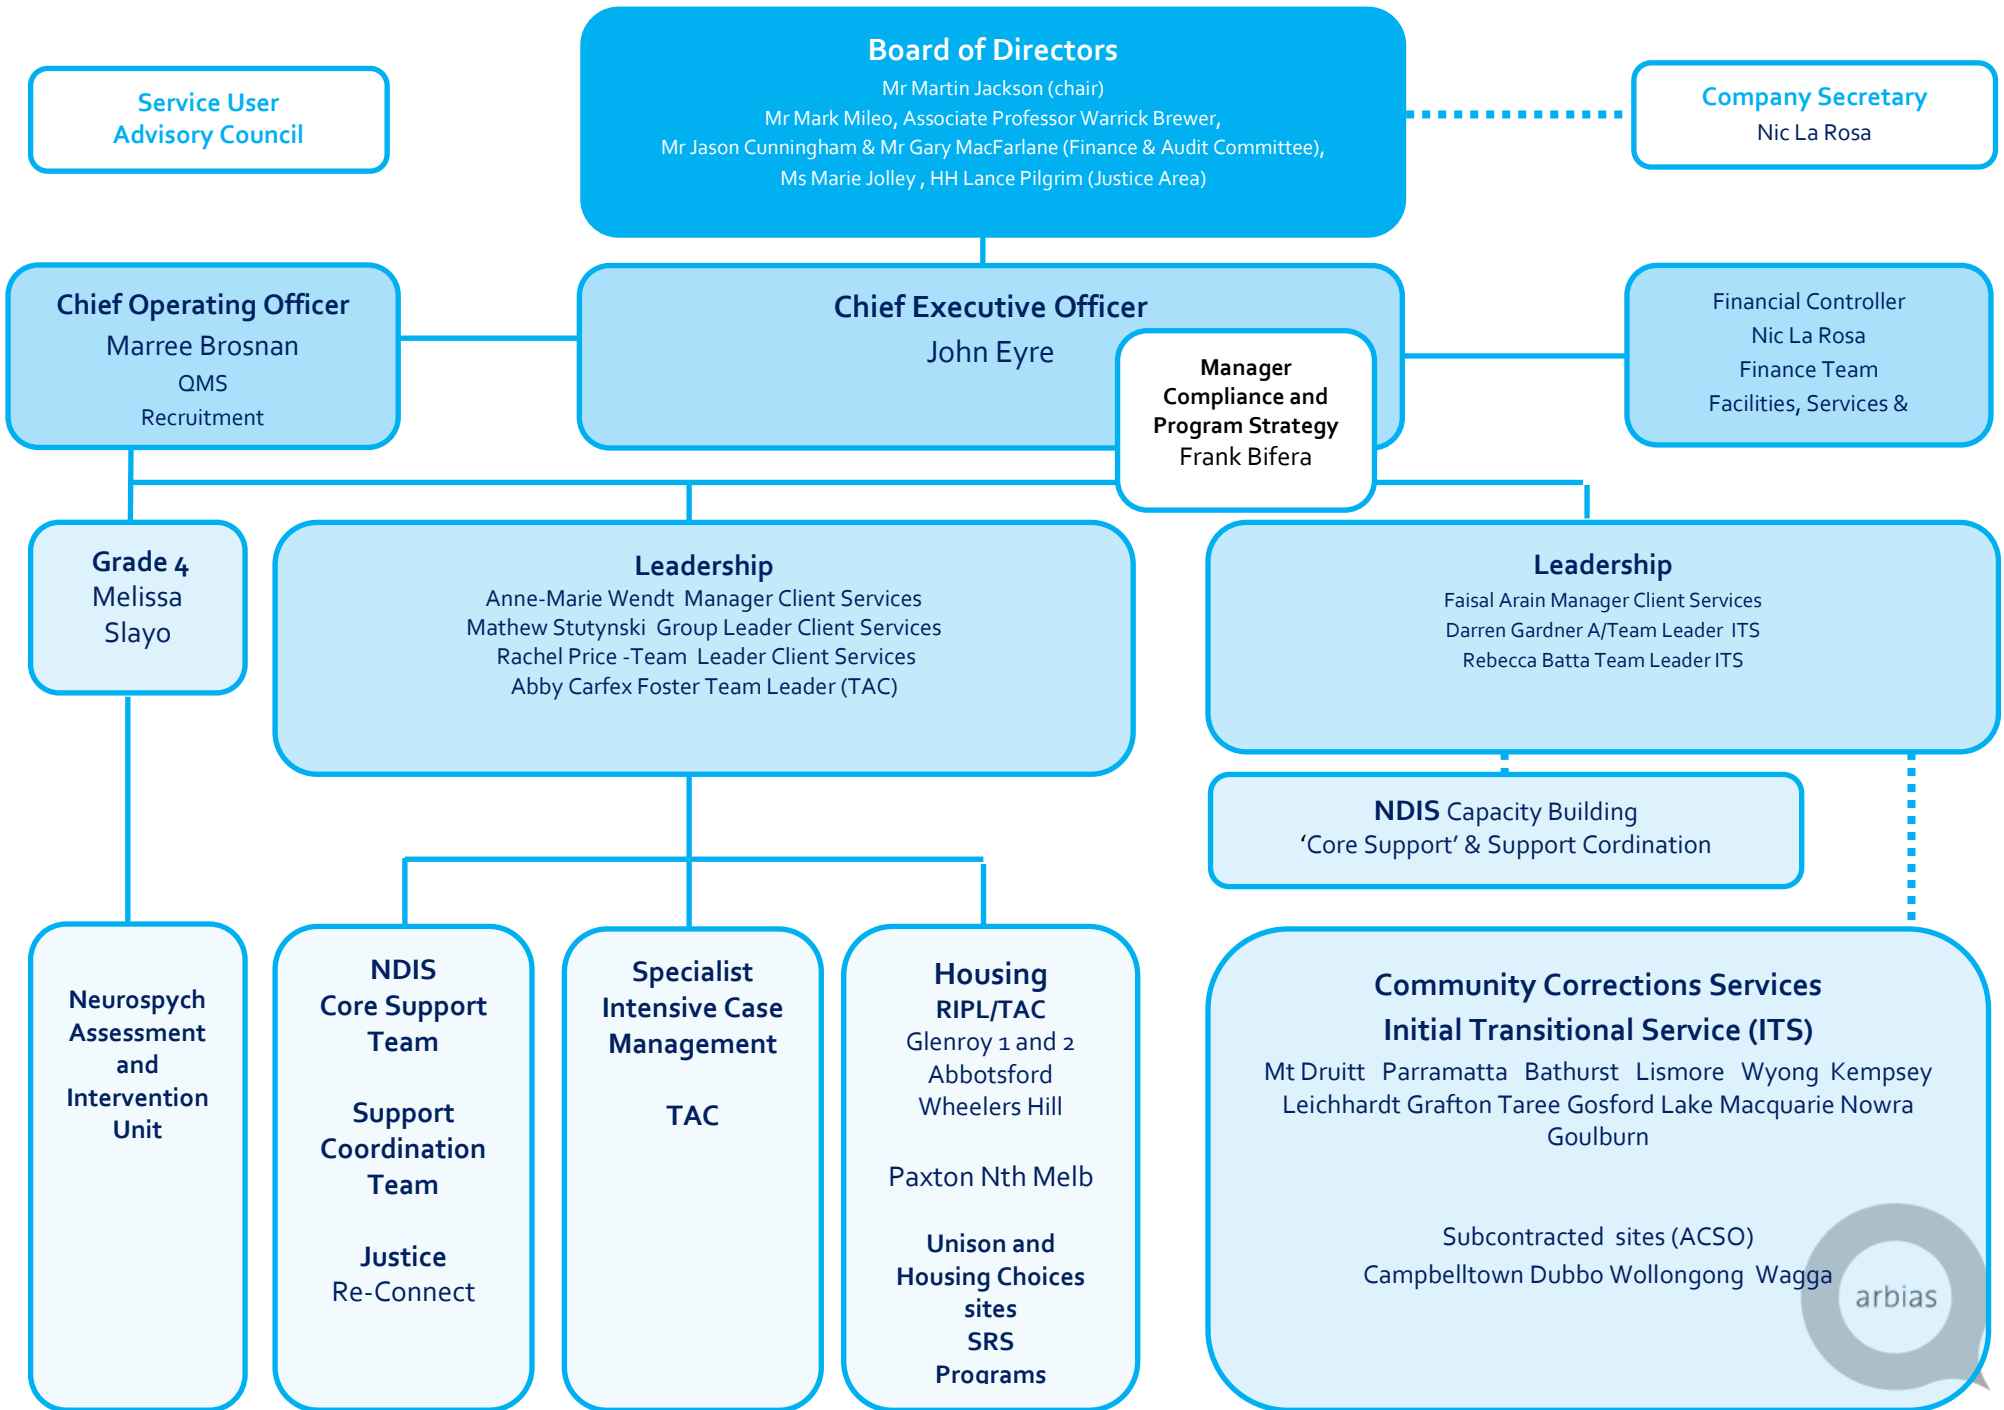 Board of Directors
Mr Martin Jackson (chair)
Mr Mark Mileo, Associate Professor Warrick Brewer,
Mr Jason Cunningham & Mr Gary MacFarlane (Finance & Audit Committee),
Ms Marie Jolley , HH Lance Pilgrim (Justice Area)
Service User
Advisory Council
Company Secretary
Nic La Rosa
Chief Operating Officer
Marree Brosnan
QMS
Recruitment
Chief Executive Officer
John Eyre
Manager
Compliance and
Program Strategy
Frank Bifera
Financial Controller
Nic La Rosa
Finance Team
Facilities, Services &
Grade 4
Melissa
Slayo
Leadership
Anne-Marie Wendt Manager Client Services
Mathew Stutynski Group Leader Client Services
Rachel Price -Team Leader Client Services
Abby Carfex Foster Team Leader (TAC)
Leadership
Faisal Arain Manager Client Services
Darren Gardner A/Team Leader ITS
Rebecca Batta Team Leader ITS
NDIS Capacity Building
‘Core Support’ & Support Cordination
Neurospych
Assessment
and
Intervention
Unit
NDIS
Core Support
Team
Support
Coordination
Team
Justice
Re-Connect
Specialist
Intensive Case
Management
TAC
Housing
RIPL/TAC
Glenroy 1 and 2
Abbotsford
Wheelers Hill
Paxton Nth Melb
Unison and
Housing Choices
sites
SRS
Programs
Community Corrections Services
Initial Transitional Service (ITS)
Mt Druitt Parramatta Bathurst Lismore Wyong Kempsey
Leichhardt Grafton Taree Gosford Lake Macquarie Nowra
Goulburn
Subcontracted sites (ACSO)
Campbelltown Dubbo Wollongong Wagga
arbias